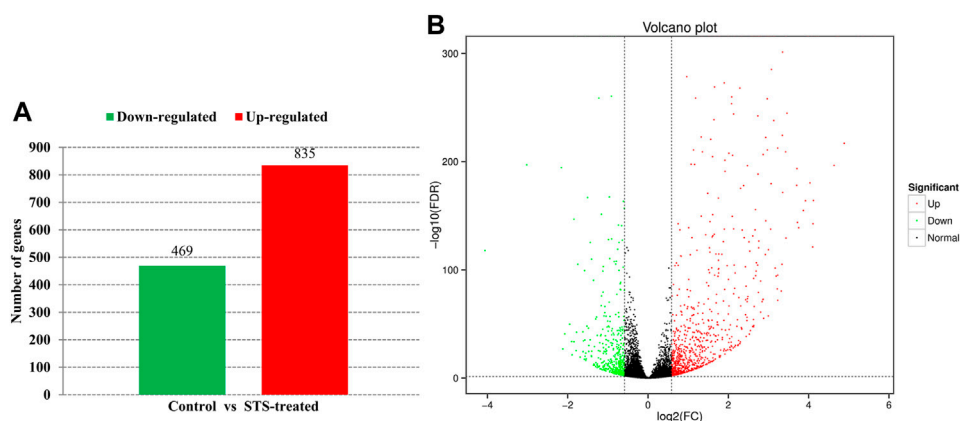 A
Down-regulated Up-regulated
Number of genes
900
800
700
600
500
400
300
200
100
0
469
835
Control vs STS-treated
B
Volcano plot
-log10(FDR)
300
200
100
0
-4 -2 0 2 4 6
log2(FC)
Significant
Up
Down
Normal